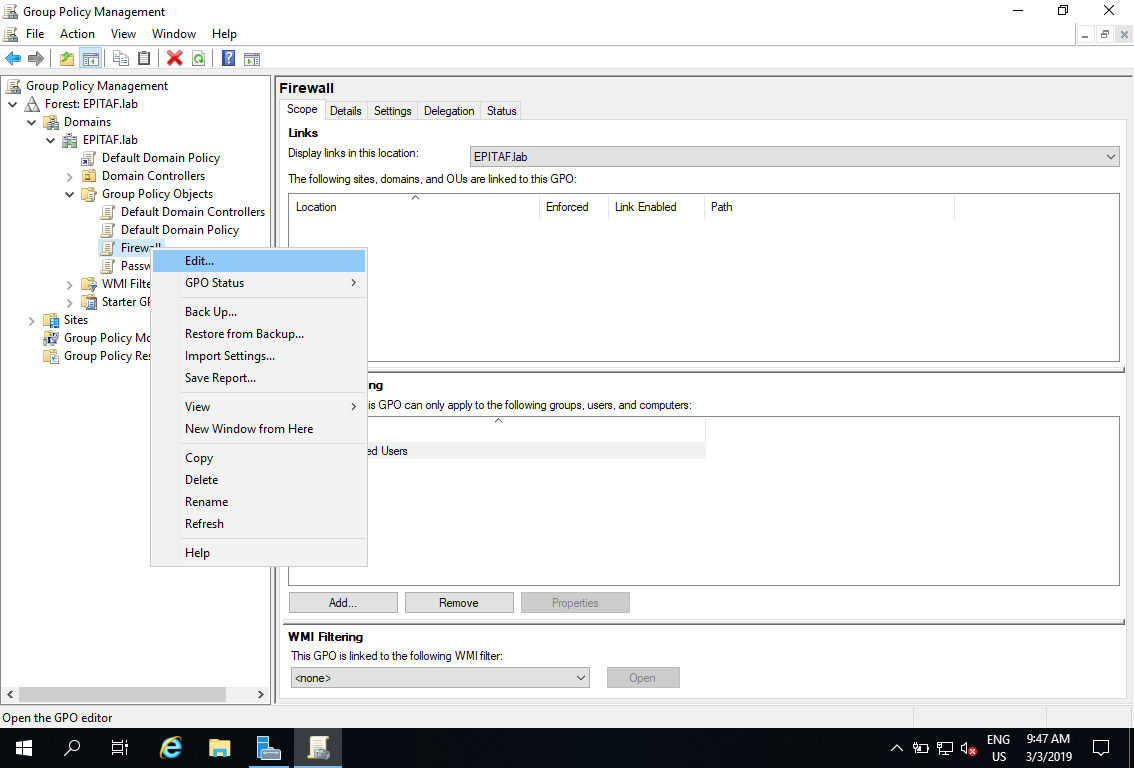 Group Policy Management
File Action View Window Help
Group Policy Management
Forest: EPITAF.lab
Domains
EPITAF.lab
Default Domain Policy
Domain Controllers
Group Policy Objects
Default Domain Controllers
Default Domain Policy
Firewall
Passw
WMI Filte
Starter GP
Sites
Group Policy Mo
Group Policy Res
Edit...
GPO Status
Back Up...
Restore from Backup...
Import Settings...
Save Report...
View
New Window from Here
Copy
Delete
Rename
Refresh
Help
Firewall
Scope Details Settings Delegation Status
Links
Display links in this location: EPITAF.lab
The following sites, domains, and OUs are linked to this GPO:
Location Enforced Link Enabled Path
ing
is GPO can only apply to the following groups, users, and computers:
ed Users
Add... Remove Properties
WMI Filtering
This GPO is linked to the following WMI filter:
<none> Open
Open the GPO editor
ENG 9:47 AM
US 3/3/2019